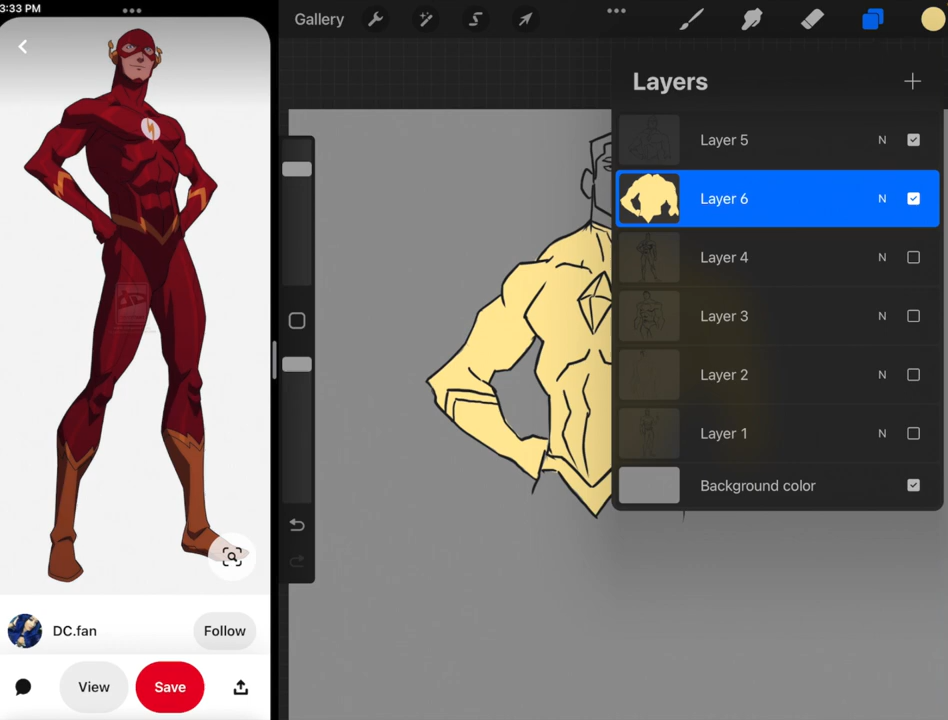 3:33 PM
DC.fan
Follow
View
Save
Gallery
Layers
Layer 5
N
Layer 6
N
Layer 4
N
Layer 3
N
Layer 2
N
Layer 1
N
Background color